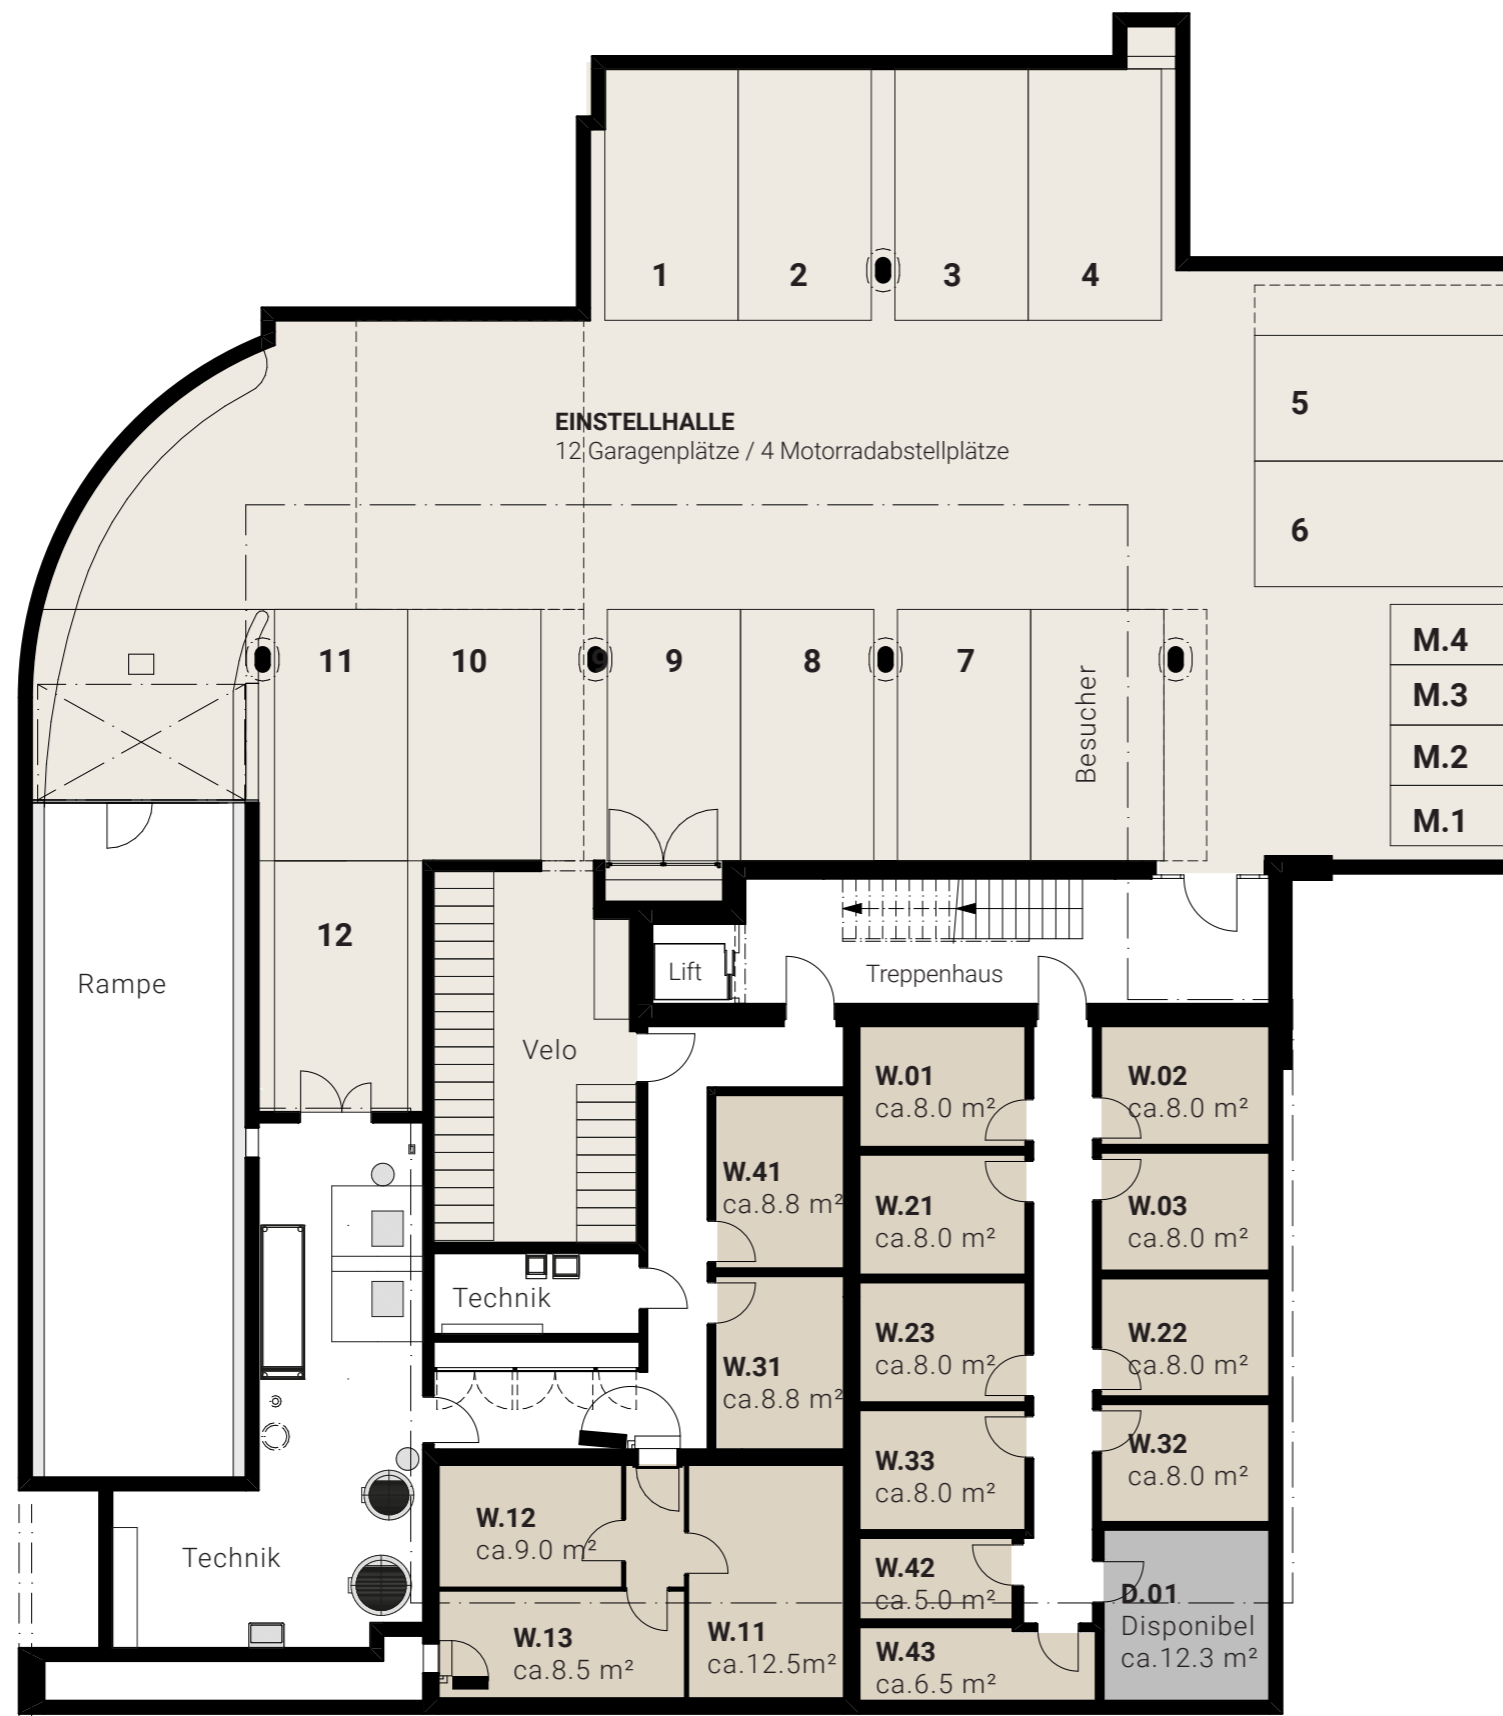 1
2
3
4
5
EINSTELLHALLE
12 Garagenplätze / 4 Motorradabstellplätze
6
11
10
9
9
8
7
Besucher
M.4
M.3
M.2
M.1
12
Rampe
Lift
Treppenhaus
Velo
W.01
ca.8.0 m²
W.02
ca.8.0 m²
W.41
ca.8.8 m²
W.21
ca.8.0 m²
W.03
ca.8.0 m²
Technik
W.31
ca.8.8 m²
W.23
ca.8.0 m²
W.22
ca.8.0 m²
W.33
ca.8.0 m²
W.32
ca.8.0 m²
W.12
ca.9.0 m²
Technik
W.42
ca.5.0 m²
D.01
Disponibel
ca.12.3 m²
W.13
ca.8.5 m²
W.11
ca.12.5m²
W.43
ca.6.5 m²